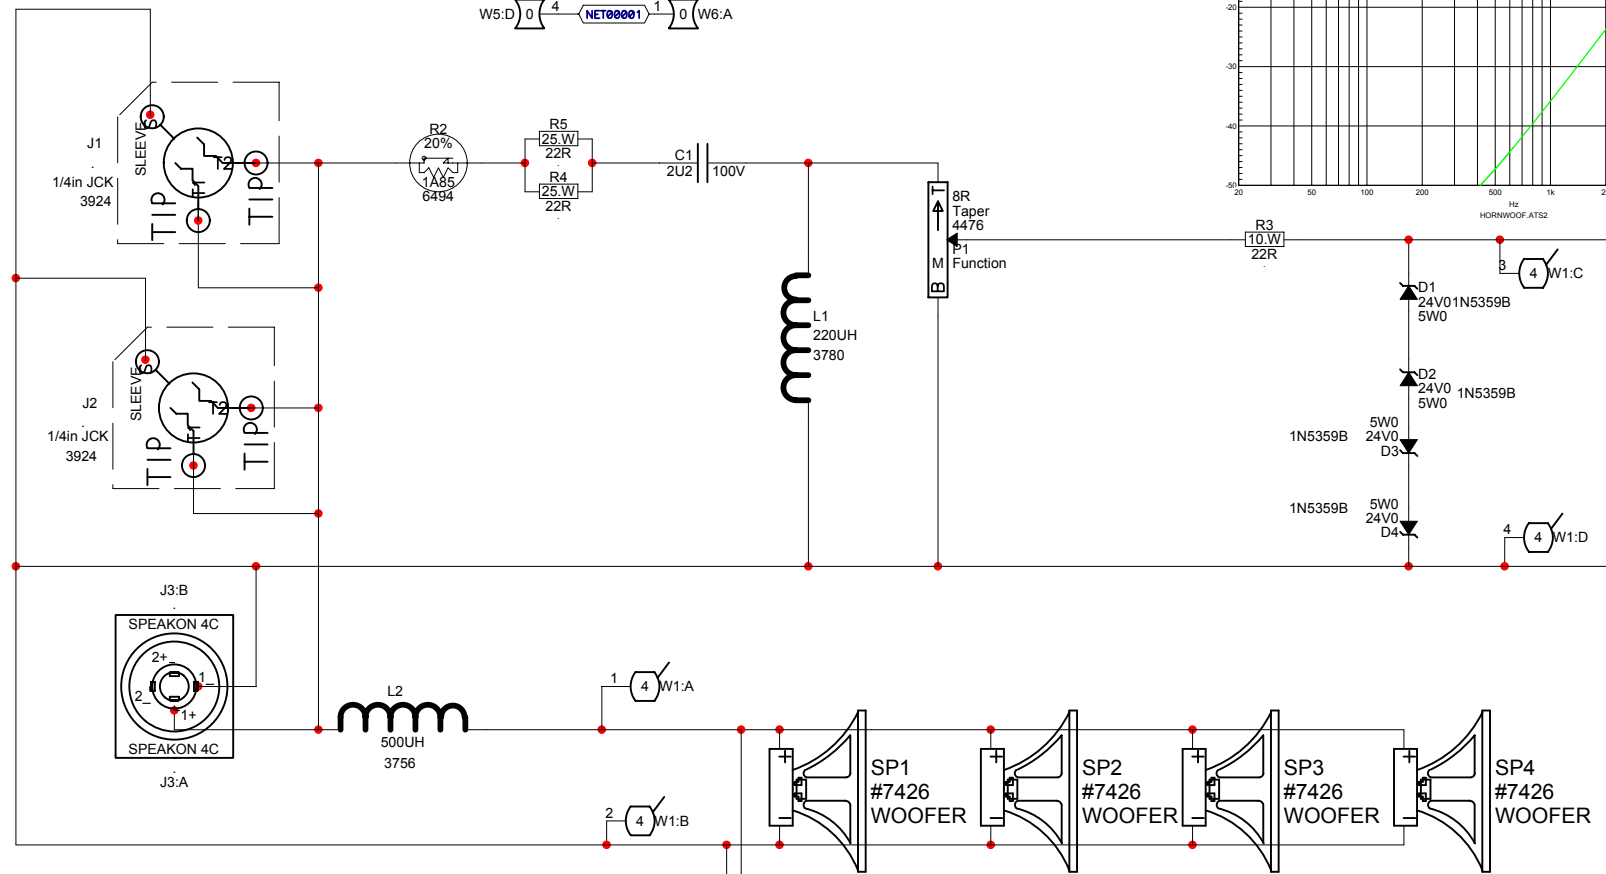 W5:D 0 4 NET00001 1 0 W6:A
-20
-30
-40
-50
20 50 100 200 500 1k 2
Hz
HORNWOOF.ATS2
J1
.
1/4in JCK
3924
SLEEVE
S
T2
T
TIP
TIP
R2
20%
1A85
6494
R5
25.W
22R
.
R4
25.W
22R
.
C1
2U2
100V
T
M
B
8R
Taper
4476
P1
Function
R3
10.W
22R
.
3 4 W1:C
L1
220UH
3780
D1
24V0 1N5359B
5W0
D2
24V0 1N5359B
5W0
5W0
1N5359B 24V0
D3
5W0
1N5359B 24V0
D4
4 4 W1:D
J2
.
1/4in JCK
3924
SLEEVE
S
T2
T
TIP
TIP
J3:B
.
SPEAKON 4C
2+
1-
2-
1+
SPEAKON 4C
.
J3:A
L2
500UH
3756
1 4 W1:A
2 4 W1:B
+
-
SP1
#7426
WOOFER
+
-
SP2
#7426
WOOFER
+
-
SP3
#7426
WOOFER
+
-
SP4
#7426
WOOFER